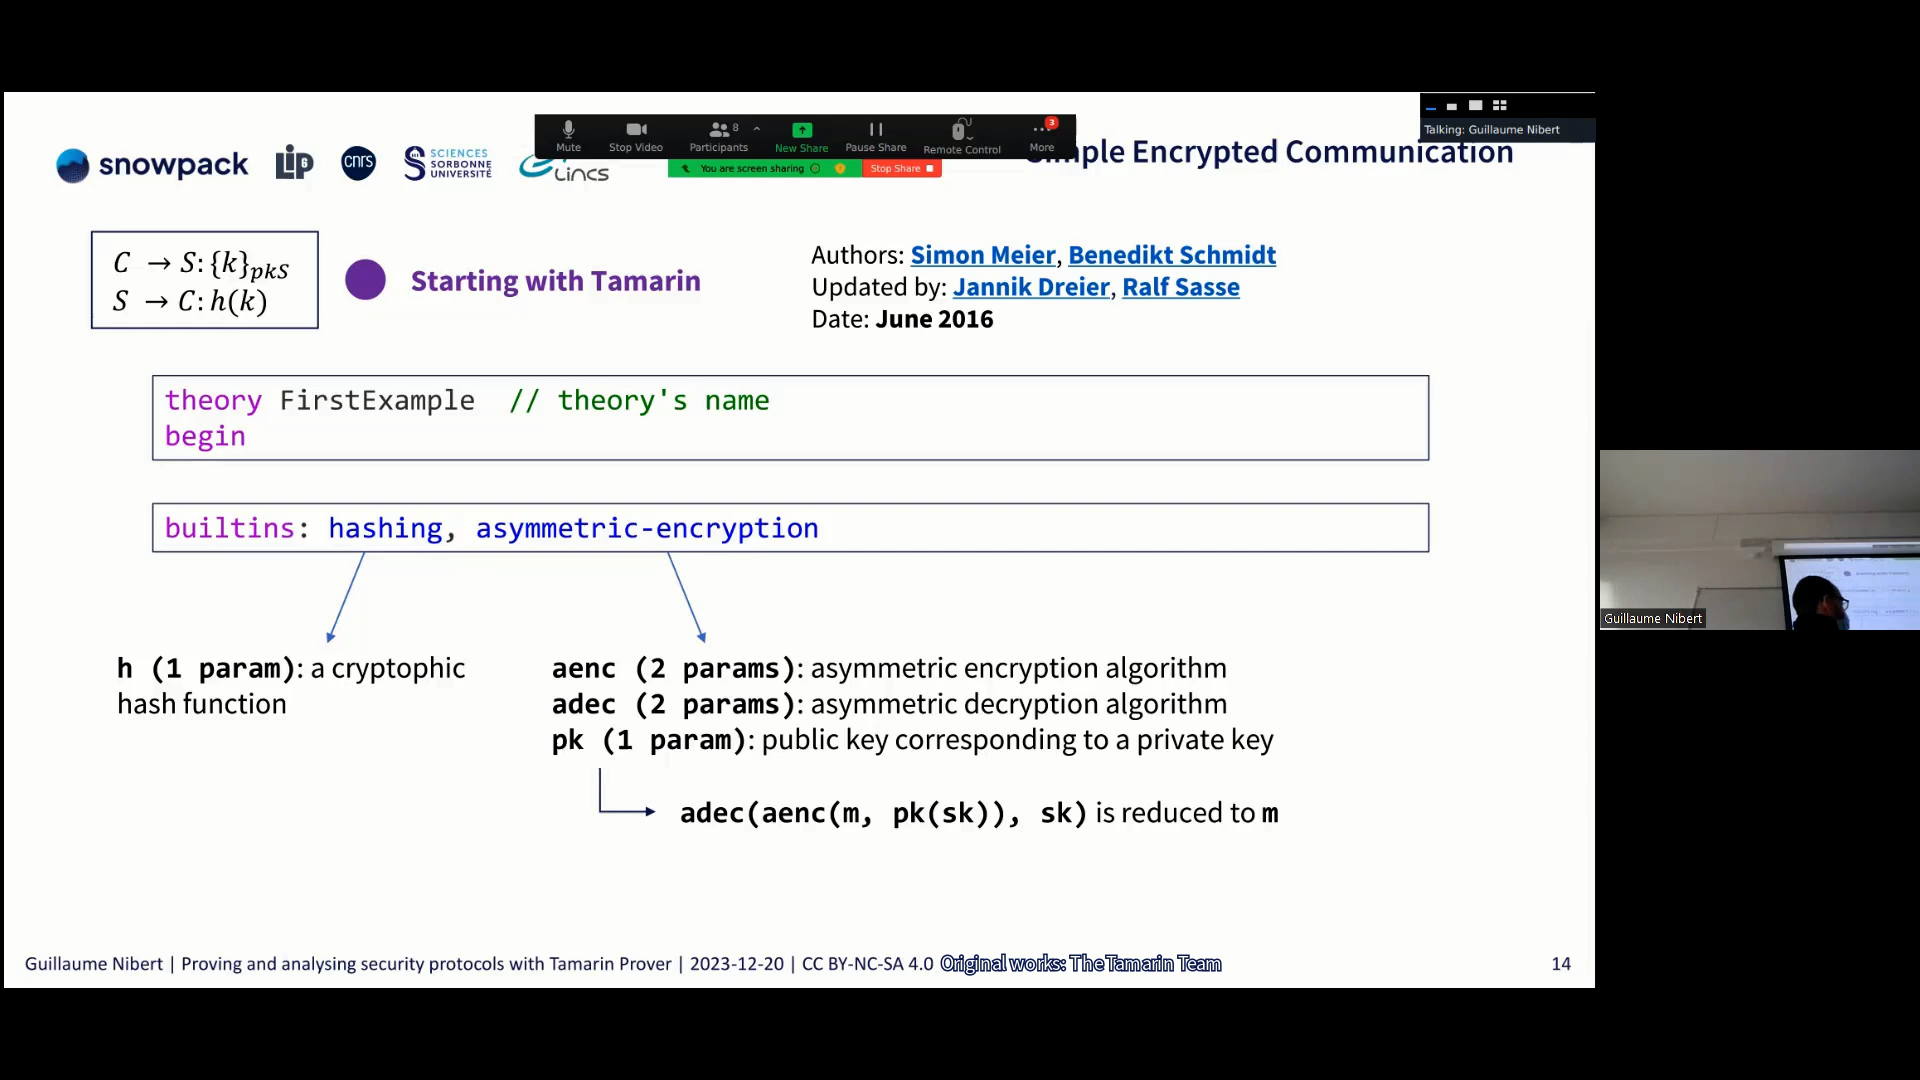 Talking: Guillaume Nibert
Mute
Stop Video
8
Participants
New Share
Pause Share
Remote Control
3
More
You are screen sharing
Stop Share
snowpack
LIP6
cnrs
SCIENCES
SORBONNE
UNIVERSITÉ
Lincs
Simple Encrypted Communication
C → S: {k}pkS
S → C: h(k)
Starting with Tamarin
Authors: Simon Meier, Benedikt Schmidt
Updated by: Jannik Dreier, Ralf Sasse
Date: June 2016
theory FirstExample // theory's name
begin
builtins: hashing, asymmetric-encryption
h (1 param): a cryptophic
hash function
aenc (2 params): asymmetric encryption algorithm
adec (2 params): asymmetric decryption algorithm
pk (1 param): public key corresponding to a private key
adec(aenc(m, pk(sk)), sk) is reduced to m
Guillaume Nibert
Guillaume Nibert | Proving and analysing security protocols with Tamarin Prover | 2023-12-20 | CC BY-NC-SA 4.0 Original works: The Tamarin Team
14